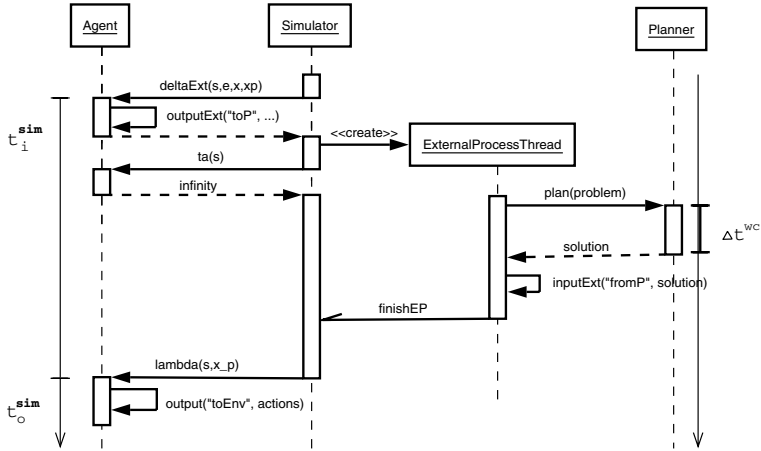 Agent
Simulator
Planner
deltaExt(s,e,x,xp)
outputExt("toP", ...)
<<create>>
ExternalProcessThread
t_i^sim
ta(s)
infinity
plan(problem)
Δt^wc
solution
inputExt("fromP", solution)
finishEP
lambda(s,x_p)
t_o^sim
output("toEnv", actions)